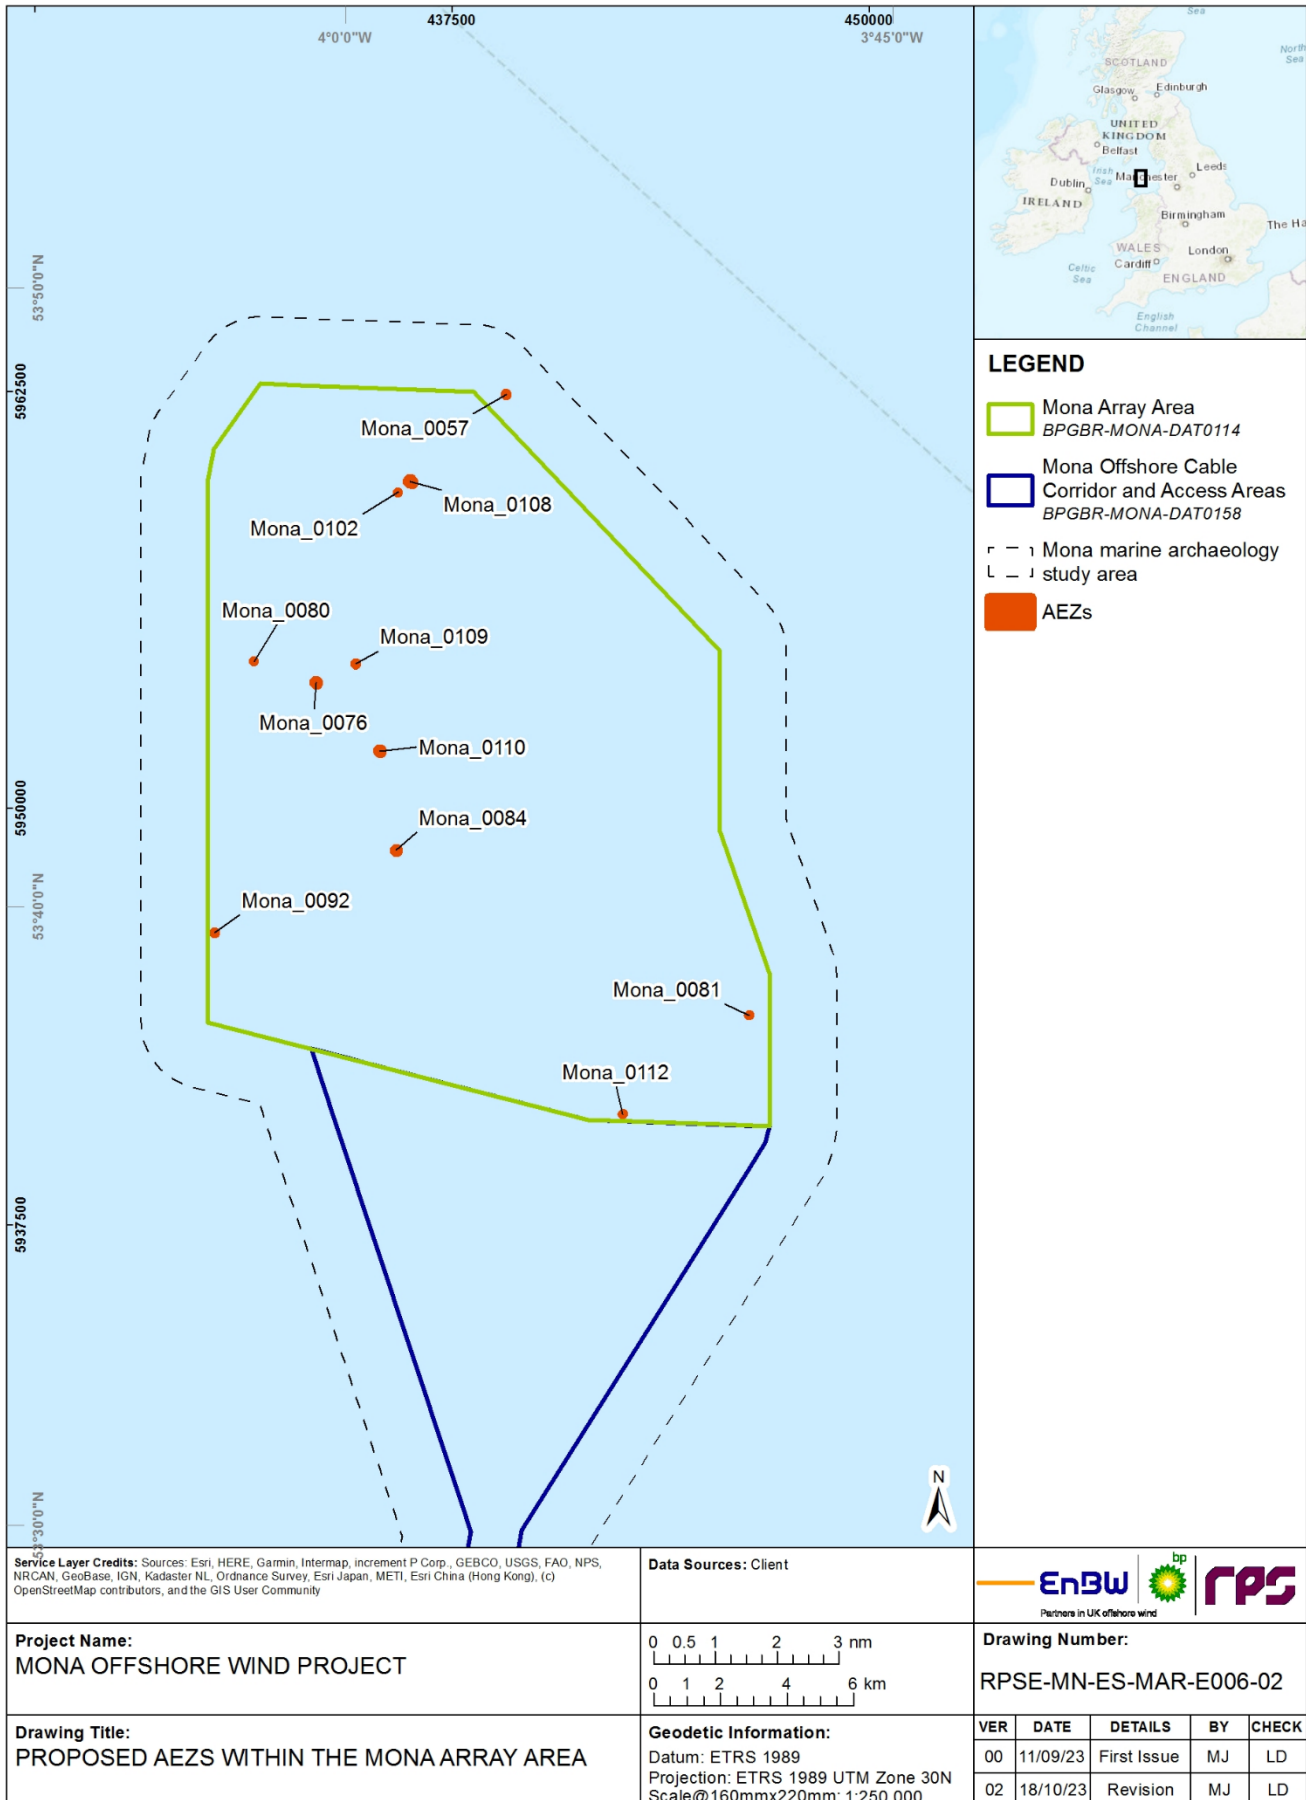 437500
450000
4°0'0"W
3°45'0"W
53°50'0"N
5962500
5950000
53°40'0"N
5937500
53°30'0"N
Mona_0057
Mona_0108
Mona_0102
Mona_0080
Mona_0109
Mona_0076
Mona_0110
Mona_0084
Mona_0092
Mona_0081
Mona_0112
N
Sea
North
Sea
SCOTLAND
Glasgow
Edinburgh
UNITED
KINGDOM
Belfast
Irish
Sea
Manchester
Leeds
Dublin
IRELAND
Birmingham
The Ha
WALES
London
Cardiff
Celtic
Sea
ENGLAND
English
Channel
LEGEND
Mona Array Area
BPGBR-MONA-DAT0114
Mona Offshore Cable
Corridor and Access Areas
BPGBR-MONA-DAT0158
Mona marine archaeology
study area
AEZs
Service Layer Credits: Sources: Esri, HERE, Garmin, Intermap, increment P Corp., GEBCO, USGS, FAO, NPS,
NRCAN, GeoBase, IGN, Kadaster NL, Ordnance Survey, Esri Japan, METI, Esri China (Hong Kong), (c)
OpenStreetMap contributors, and the GIS User Community
Data Sources: Client
EnBW
bp
rps
Partners in UK offshore wind
Project Name:
MONA OFFSHORE WIND PROJECT
0 0.5 1 2 3 nm
0 1 2 4 6 km
Drawing Number:
RPSE-MN-ES-MAR-E006-02
Drawing Title:
PROPOSED AEZS WITHIN THE MONA ARRAY AREA
Geodetic Information:
Datum: ETRS 1989
Projection: ETRS 1989 UTM Zone 30N
Scale@160mmx220mm: 1:250,000
VER DATE DETAILS BY CHECK
00 11/09/23 First Issue MJ LD
02 18/10/23 Revision MJ LD